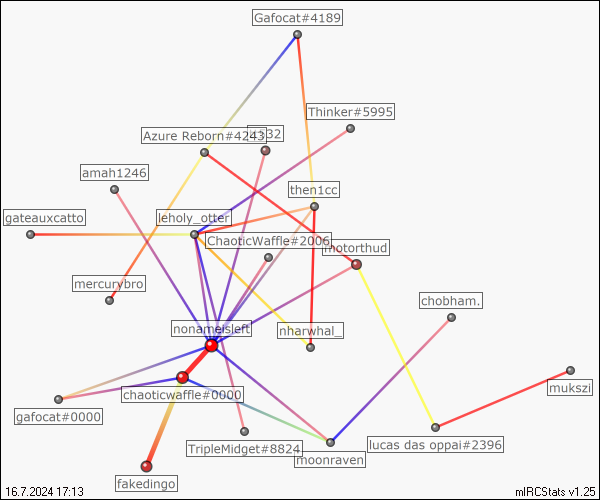 Gafocat#4189
Thinker#5995
Azure Reborn#4243
32
amah1246
then1cc
gateauxcatto
leholy_otter
ChaoticWaffle#2006
motorthud
mercurybro
chobham.
nonameisleft
nharwhal_
mukszi
chaoticwaffle#0000
gafocat#0000
TripleMidget#8824
lucas das oppai#2396
moonraven
fakedingo
16.7.2024 17:13
mIRCStats v1.25